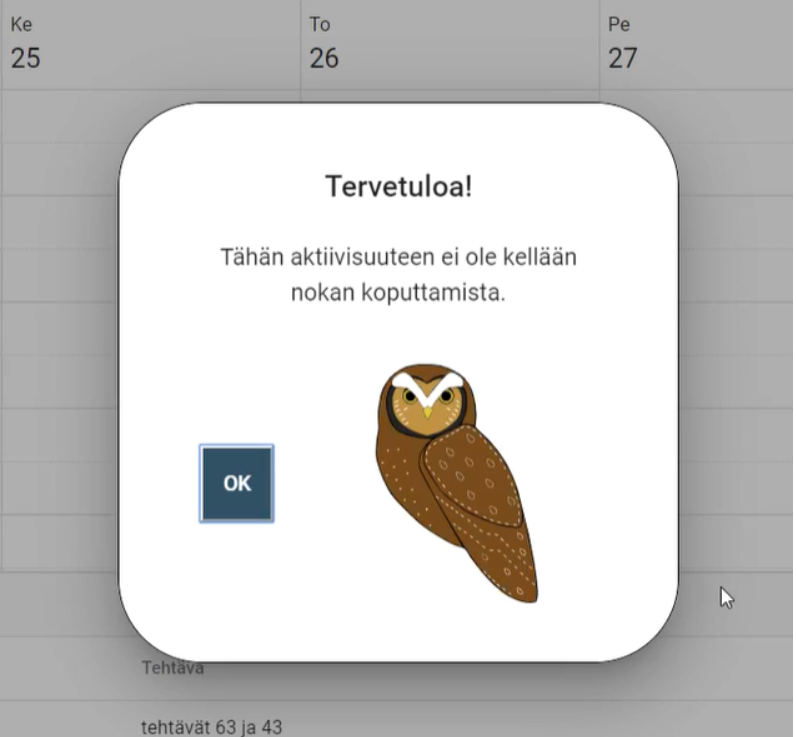 Ke
To
Pe
25
26
27
Tervetuloa!
Tähän aktiivisuuteen ei ole kellään
nokan koputtamista.
OK
Tehtävä
tehtävät 63 ja 43